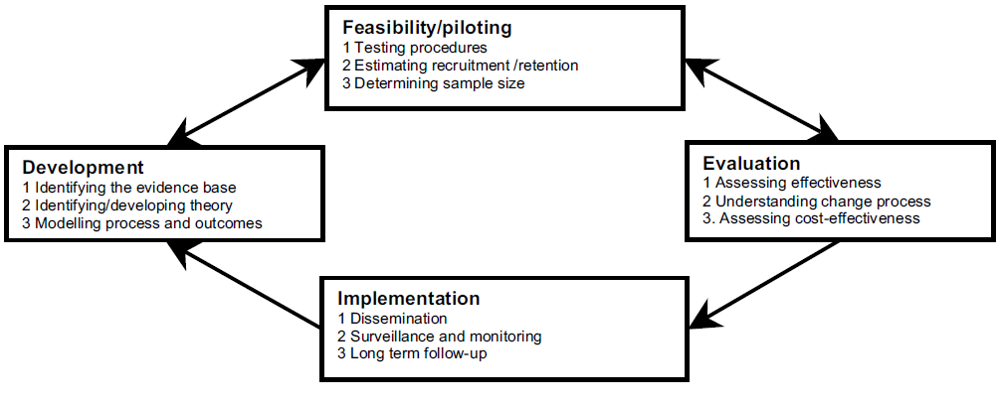 Feasibility/piloting
1 Testing procedures
2 Estimating recruitment /retention
3 Determining sample size
Development
1 Identifying the evidence base
2 Identifying/developing theory
3 Modelling process and outcomes
Evaluation
1 Assessing effectiveness
2 Understanding change process
3. Assessing cost-effectiveness
Implementation
1 Dissemination
2 Surveillance and monitoring
3 Long term follow-up